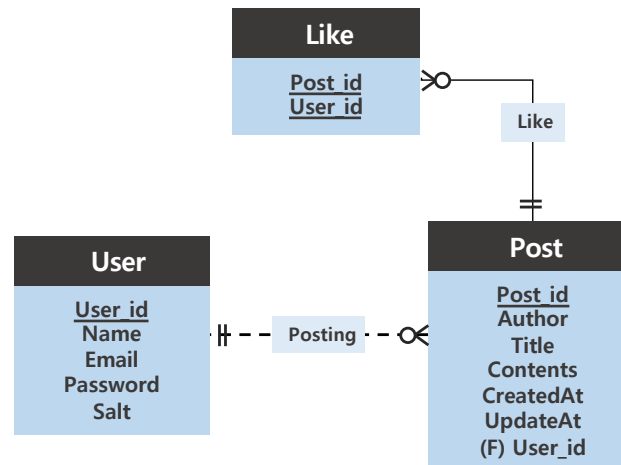 Like
Post_id
User_id
Like
User
User_id
Name
Email
Password
Salt
Posting
Post
Post_id
Author
Title
Contents
CreatedAt
UpdateAt
(F) User_id